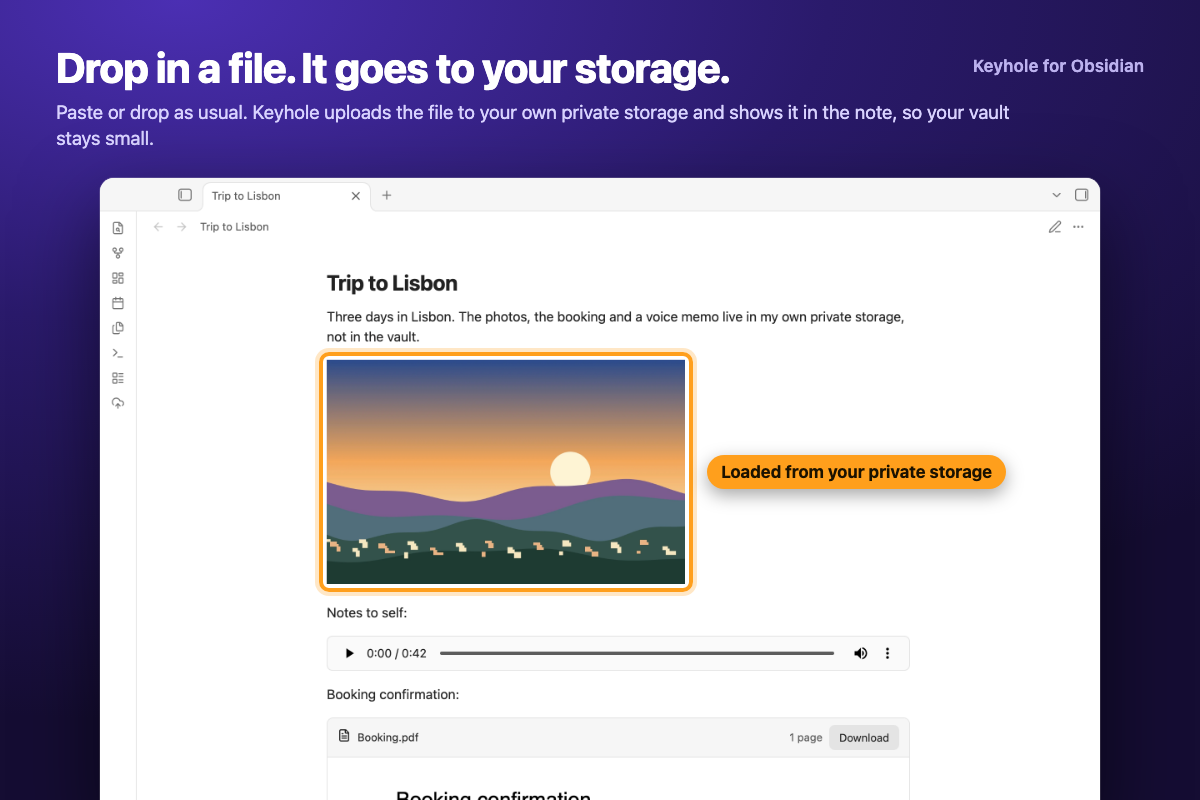 Drop in a file. It goes to your storage.
Keyhole for Obsidian
Paste or drop as usual. Keyhole uploads the file to your own private storage and shows it in the note, so your vault
stays small.
Trip to Lisbon
Trip to Lisbon
Trip to Lisbon
Three days in Lisbon. The photos, the booking and a voice memo live in my own private storage,
not in the vault.
Loaded from your private storage
Notes to self:
0:00 / 0:42
Booking confirmation:
Booking.pdf
1 page
Download
Booking confirmation